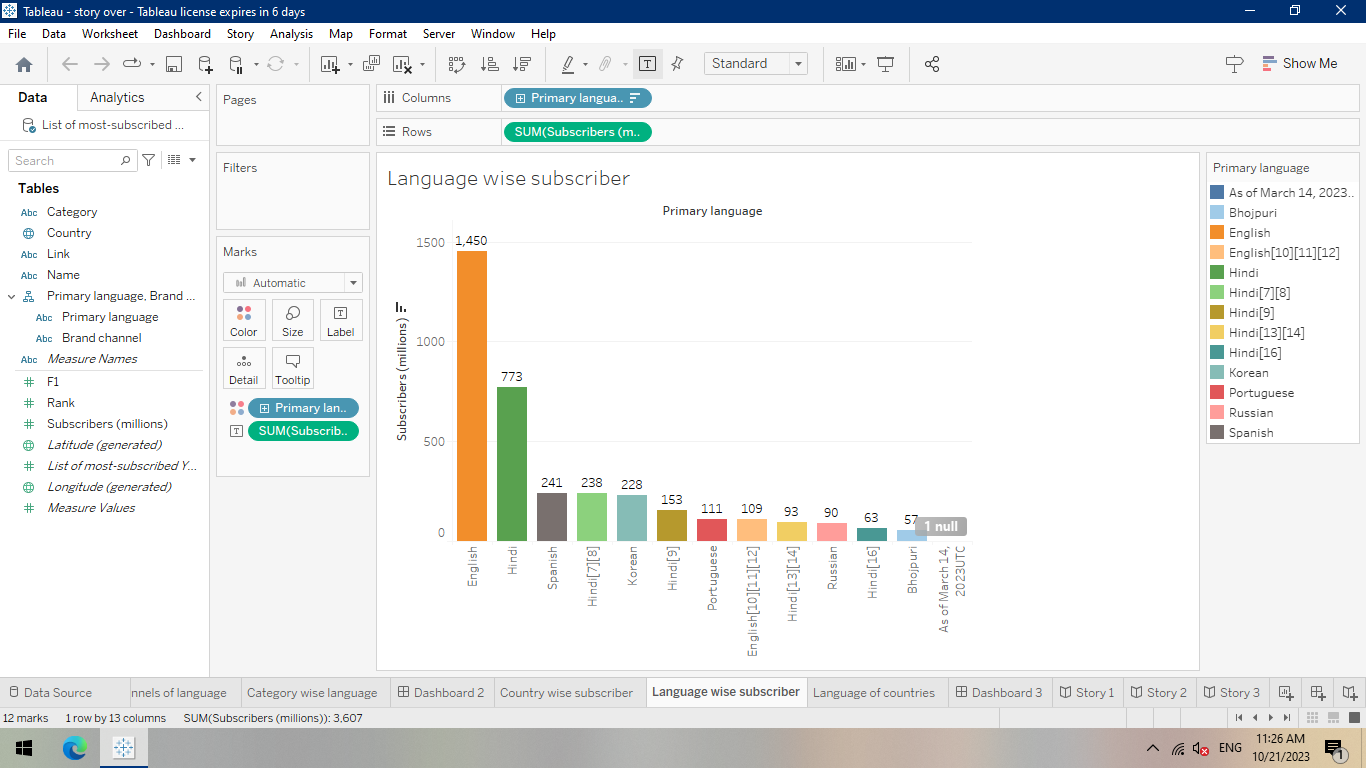 Tableau - story over - Tableau license expires in 6 days
File Data Worksheet Dashboard Story Analysis Map Format Server Window Help
Standard
Show Me
Data Analytics
List of most-subscribed ...
Search
Tables
Abc Category
Country
Abc Link
Abc Name
Primary language, Brand ...
Abc Primary language
Abc Brand channel
Abc Measure Names
F1
Rank
Subscribers (millions)
Latitude (generated)
List of most-subscribed Y...
Longitude (generated)
Measure Values
Pages
Filters
Marks
Automatic
Color Size Label
Detail Tooltip
Primary lan..
SUM(Subscrib..
Columns Primary langua..
Rows SUM(Subscribers (m..
Language wise subscriber
Primary language
Subscribers (millions)
1500
1000
500
0
1,450
773
241
238
228
153
111
109
93
90
63
57
1 null
English
Hindi
Spanish
Hindi[7][8]
Korean
Hindi[9]
Portuguese
English[10][11][12]
Hindi[13][14]
Russian
Hindi[16]
Bhojpuri
As of March 14,
2023UTC
Primary language
As of March 14, 2023..
Bhojpuri
English
English[10][11][12]
Hindi
Hindi[7][8]
Hindi[9]
Hindi[13][14]
Hindi[16]
Korean
Portuguese
Russian
Spanish
Data Source nnels of language Category wise language Dashboard 2 Country wise subscriber Language wise subscriber Language of countries Dashboard 3 Story 1 Story 2 Story 3
12 marks 1 row by 13 columns SUM(Subscribers (millions)): 3,607
ENG
11:26 AM
10/21/2023
1